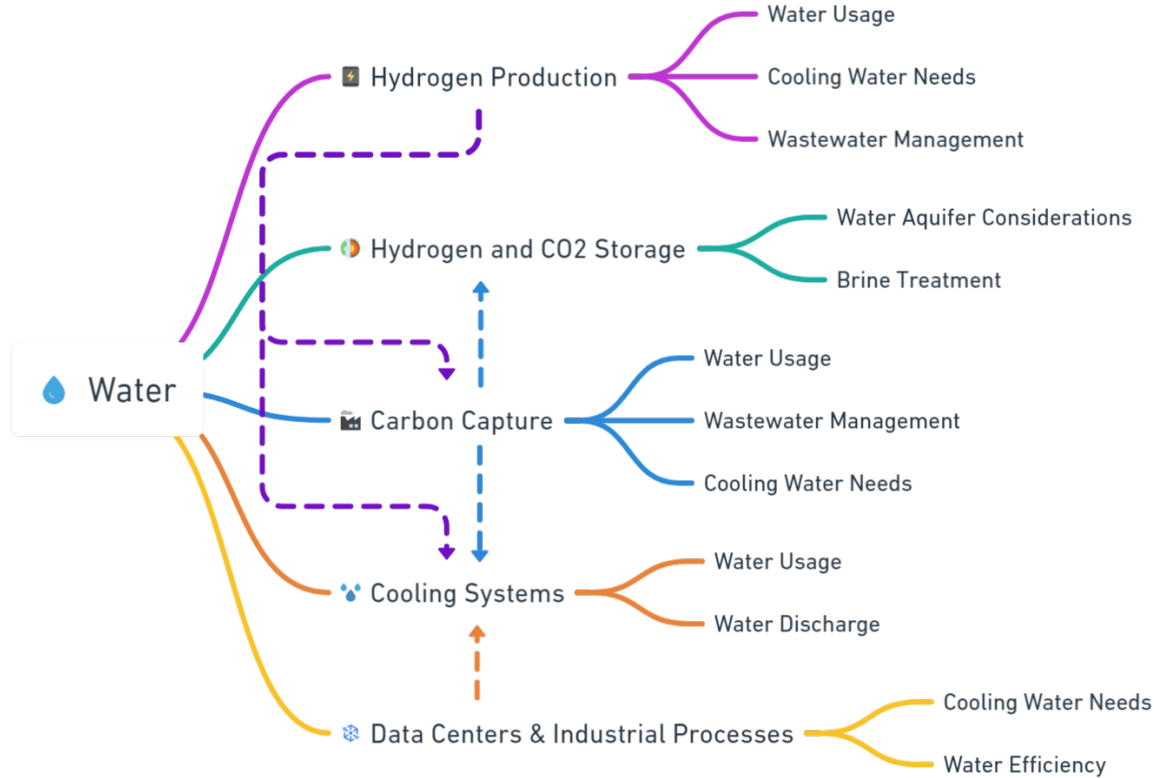 Water Usage
Hydrogen Production
Cooling Water Needs
Wastewater Management
Water Aquifer Considerations
Hydrogen and CO2 Storage
Brine Treatment
Water
Water Usage
Carbon Capture
Wastewater Management
Cooling Water Needs
Water Usage
Cooling Systems
Water Discharge
Cooling Water Needs
Data Centers & Industrial Processes
Water Efficiency